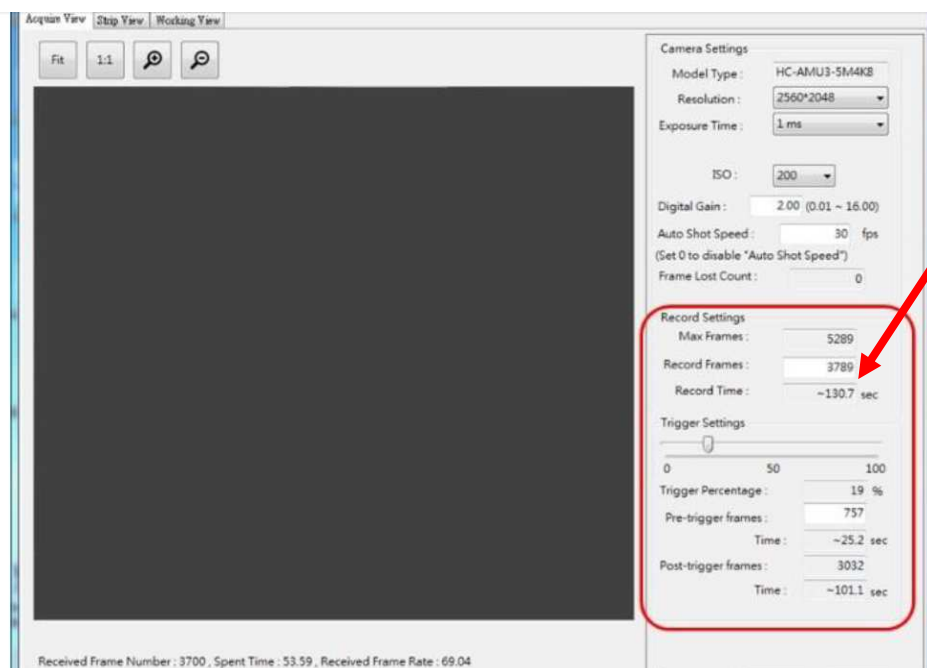 Acquire View Strip View Working View
Fit 1:1
Camera Settings
Model Type : HC-AMU3-5M4K8
Resolution : 2560*2048
Exposure Time : 1 ms
ISO : 200
Digital Gain : 2.00 (0.01 ~ 16.00)
Auto Shot Speed : 30 fps
(Set 0 to disable "Auto Shot Speed")
Frame Lost Count : 0
Record Settings
Max Frames : 5289
Record Frames : 3789
Record Time : ~130.7 sec
Trigger Settings
0 50 100
Trigger Percentage : 19 %
Pre-trigger frames : 757
Time : ~25.2 sec
Post-trigger frames : 3032
Time : ~101.1 sec
Received Frame Number : 3700 , Spent Time : 53.59 , Received Frame Rate : 69.04